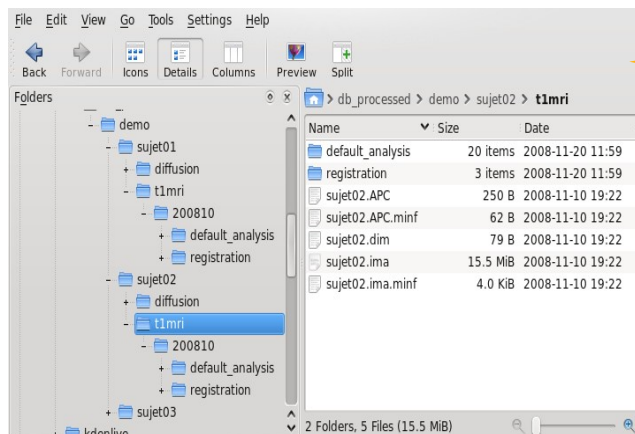 File Edit View Go Tools Settings Help
Back Forward Icons Details Columns Preview Split
Folders
db_processed > demo > sujet02 > t1mri
demo
sujet01
diffusion
t1mri
200810
default_analysis
registration
sujet02
diffusion
t1mri
200810
default_analysis
registration
sujet03
kdenlive
Name Size Date
default_analysis 20 items 2008-11-20 11:59
registration 3 items 2008-11-20 11:59
sujet02.APC 250 B 2008-11-10 19:22
sujet02.APC.minf 62 B 2008-11-10 19:22
sujet02.dim 79 B 2008-11-10 19:22
sujet02.ima 15.5 MiB 2008-11-10 19:22
sujet02.ima.minf 4.0 KiB 2008-11-10 19:22
2 Folders, 5 Files (15.5 MiB)